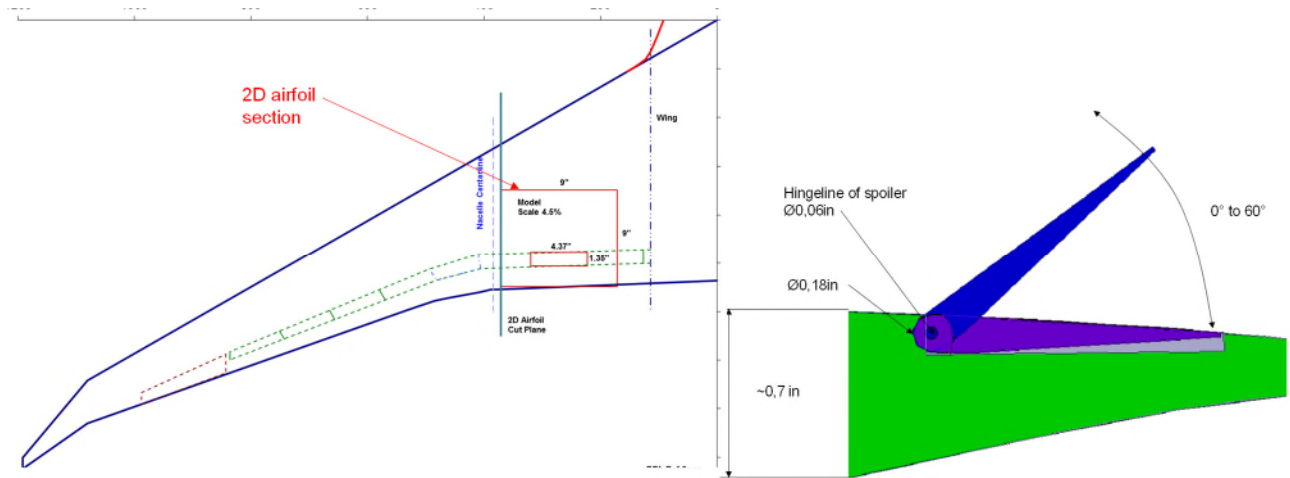 2D airfoil
section
Wing
Nacelle Centerline
9"
Model
Scale 4.5%
9"
4.37"
1.35"
2D Airfoil
Cut Plane
Hingeline of spoiler
Ø0,06in
Ø0,18in
0° to 60°
~0,7 in